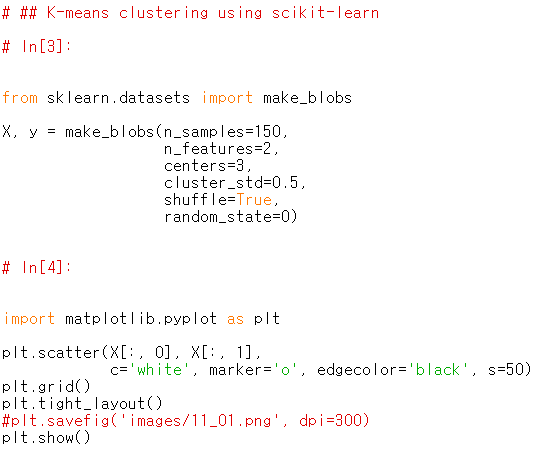 # ## K-means clustering using scikit-learn
# In[3]:
from sklearn.datasets import make_blobs
X, y = make_blobs(n_samples=150,
                  n_features=2,
                  centers=3,
                  cluster_std=0.5,
                  shuffle=True,
                  random_state=0)
# In[4]:
import matplotlib.pyplot as plt
plt.scatter(X[:, 0], X[:, 1],
            c='white', marker='o', edgecolor='black', s=50)
plt.grid()
plt.tight_layout()
#plt.savefig('images/11_01.png', dpi=300)
plt.show()